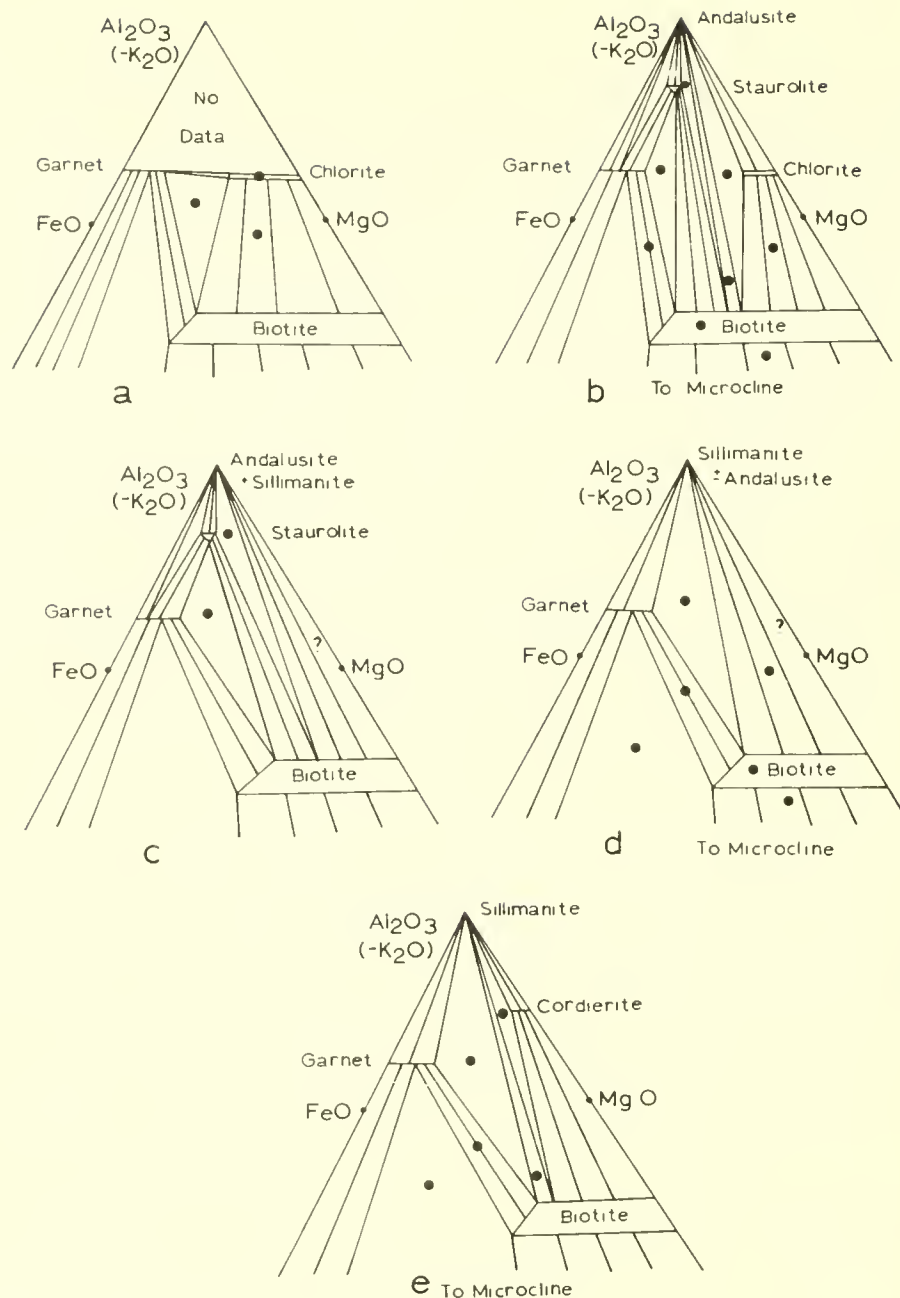 Al2O3
(-K2O)
No
Data
Garnet
Chlorite
FeO
MgO
Biotite
a
Andalusite
Al2O3
(-K2O)
Staurolite
Garnet
Chlorite
FeO
MgO
Biotite
b
To Microcline
Andalusite
+Sillimanite
Al2O3
(-K2O)
Staurolite
Garnet
?
FeO
MgO
Biotite
c
Sillimanite
±Andalusite
Al2O3
(-K2O)
Garnet
?
FeO
MgO
Biotite
d
To Microcline
Sillimanite
Al2O3
(-K2O)
Cordierite
Garnet
FeO
MgO
Biotite
e
To Microcline